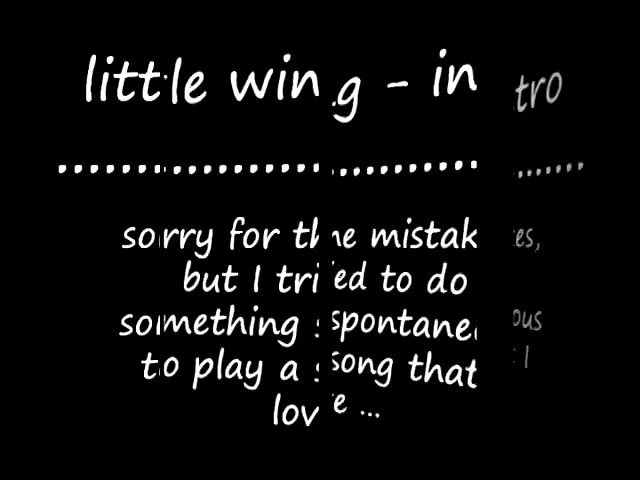 little wing - intro
..............................
sorry for the mistakes,
but I tried to do
something spontaneous
to play a song that I
love ...